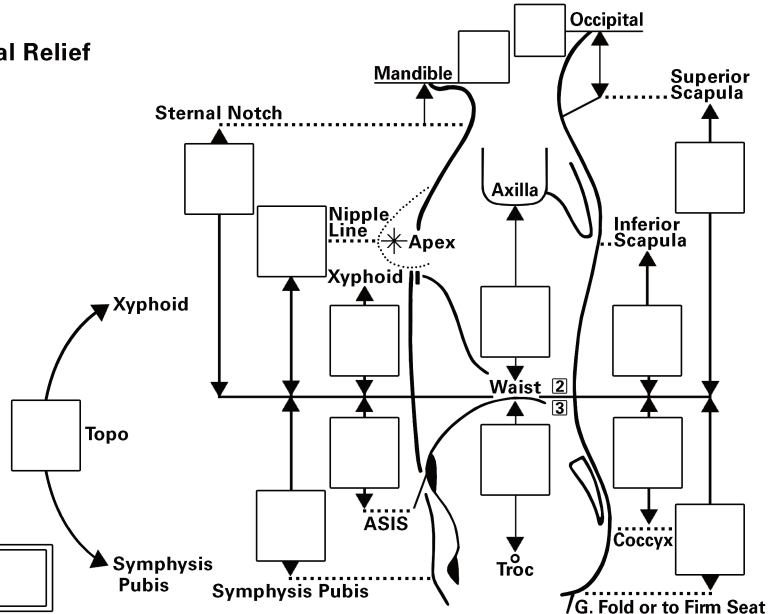 Occipital
al Relief
Mandible
Superior
Scapula
Sternal Notch
Axilla
Nipple
Line
Apex
Inferior
Scapula
Xyphoid
Xyphoid
Waist 2
3
Topo
ASIS
Coccyx
Troc
Symphysis
Pubis
Symphysis Pubis
G. Fold or to Firm Seat